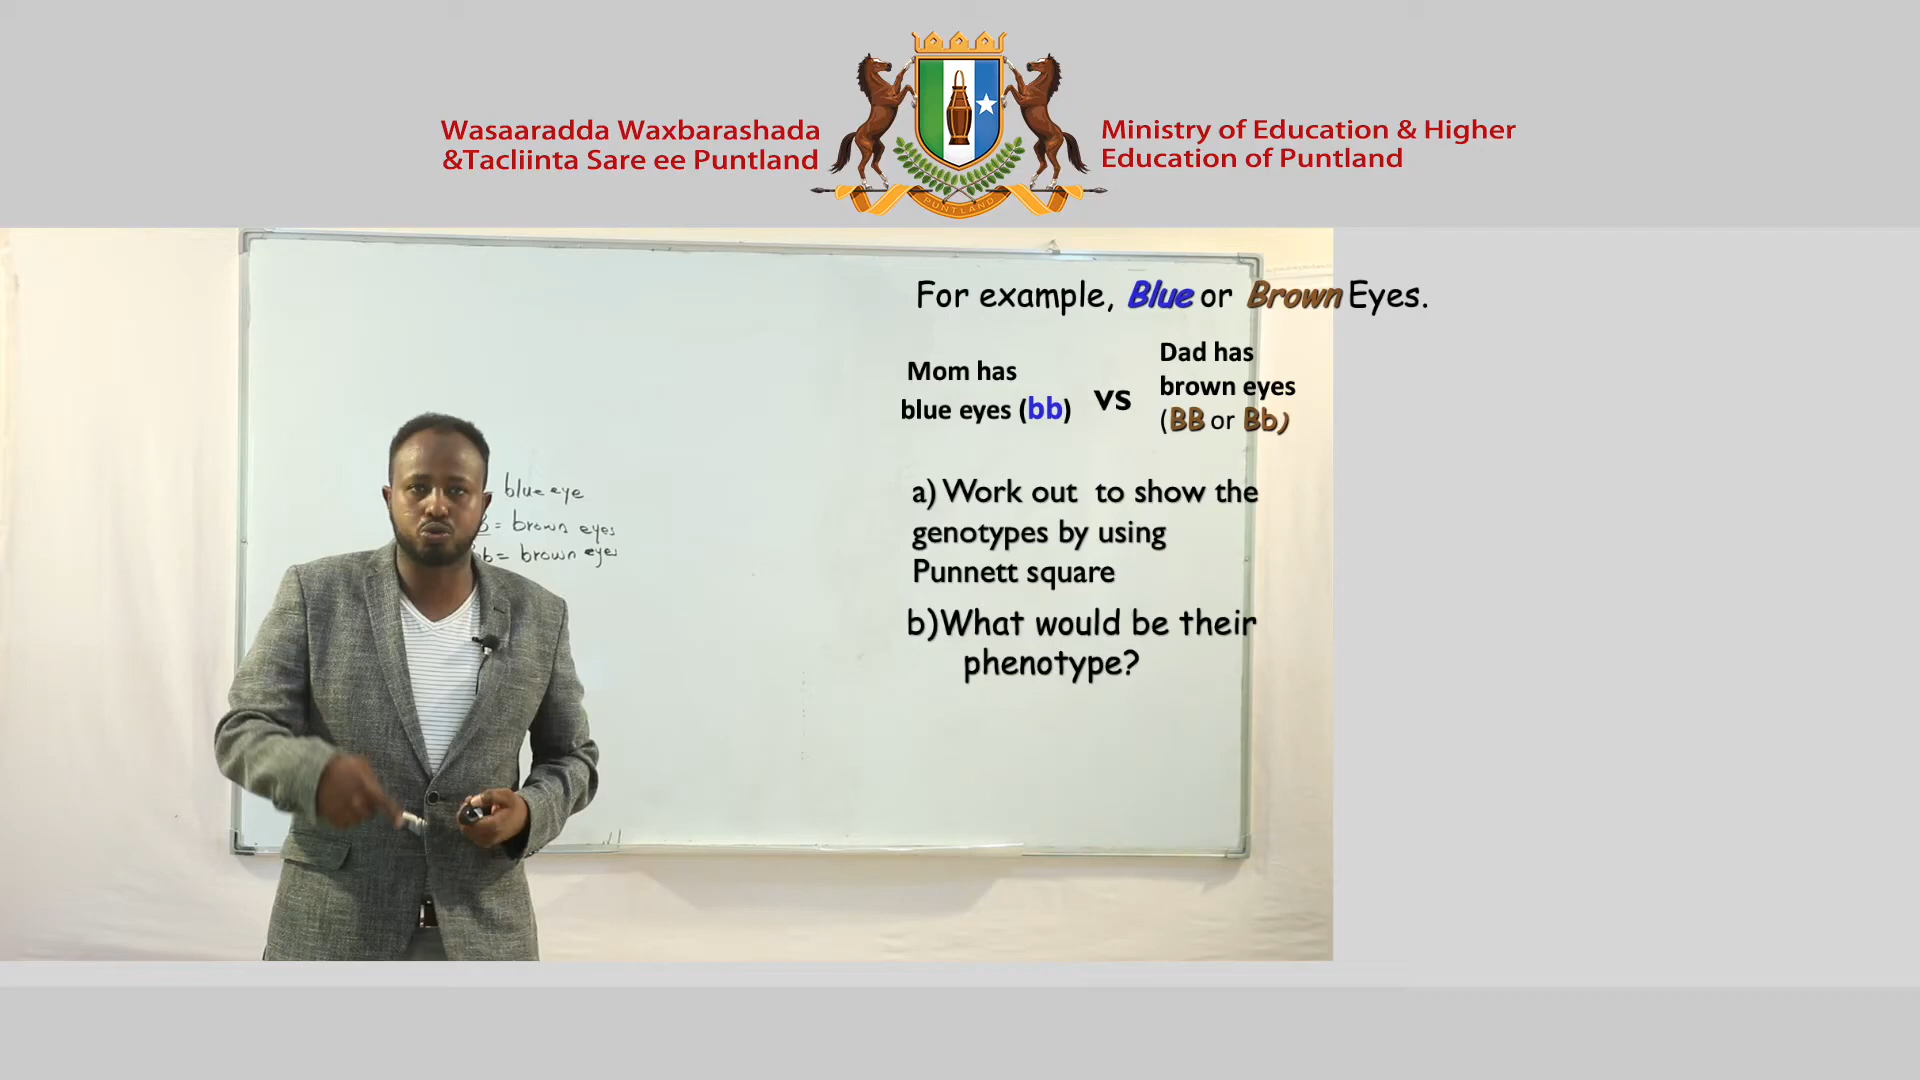 Wasaaradda Waxbarashada
&Tacliinta Sare ee Puntland
Ministry of Education & Higher
Education of Puntland
PUNTLAND
For example, Blue or Brown Eyes.
Mom has
blue eyes (bb)
vs
Dad has
brown eyes
(BB or Bb)
a) Work out to show the
genotypes by using
Punnett square
b)What would be their
phenotype?
blue eye
= brown eyes
b= brown eyes